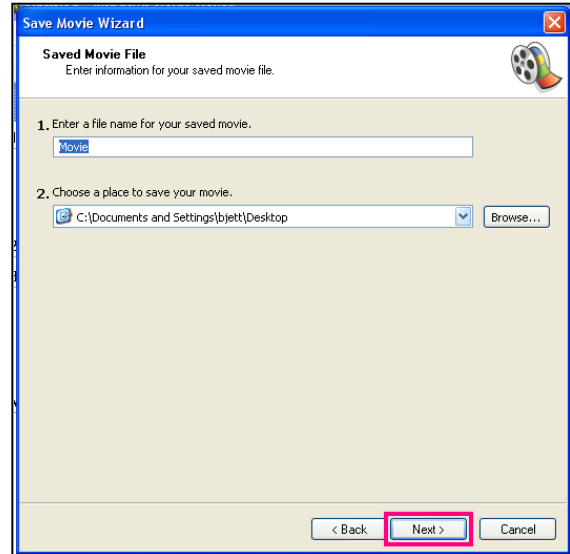 Save Movie Wizard
Saved Movie File
Enter information for your saved movie file.
1. Enter a file name for your saved movie.
Movie
2. Choose a place to save your movie.
C:\Documents and Settings\bjett\Desktop
Browse...
< Back Next > Cancel